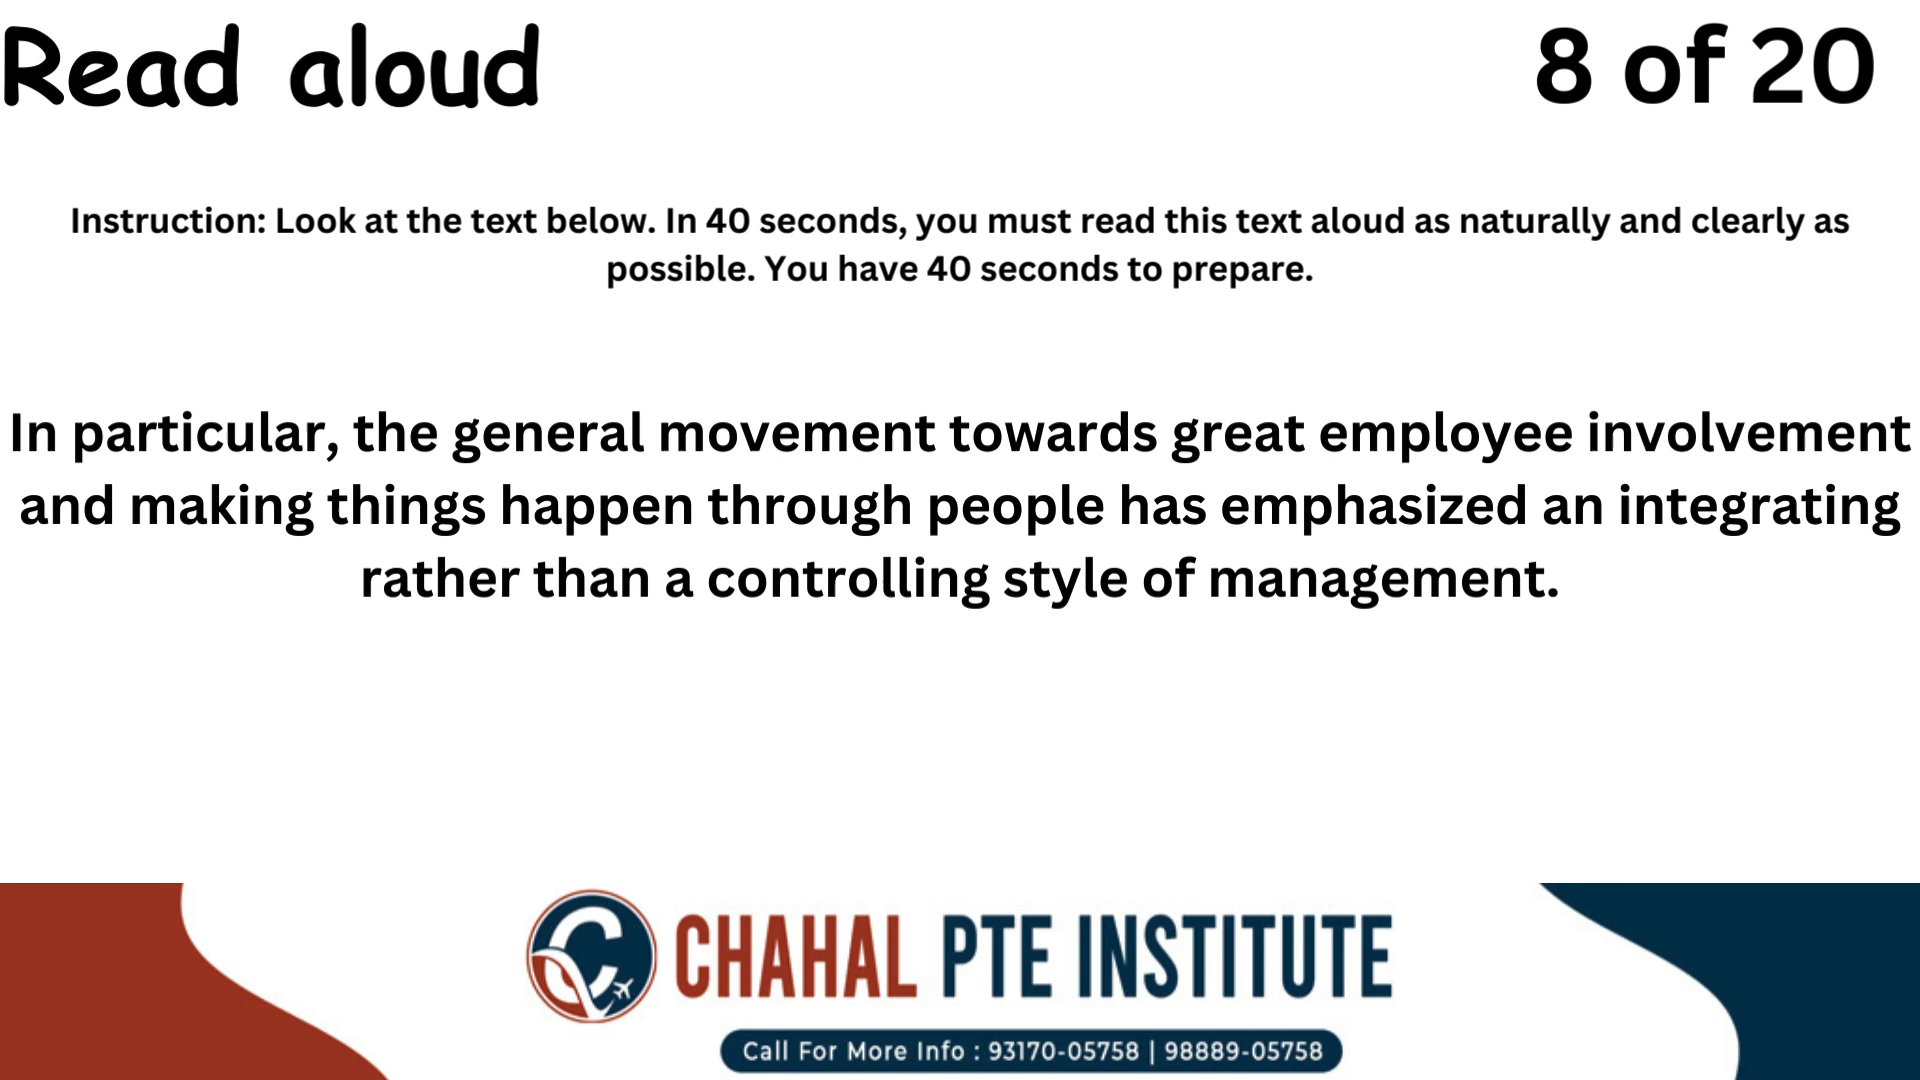 Read aloud
8 of 20
Instruction: Look at the text below. In 40 seconds, you must read this text aloud as naturally and clearly as
possible. You have 40 seconds to prepare.
In particular, the general movement towards great employee involvement
and making things happen through people has emphasized an integrating
rather than a controlling style of management.
CHAHAL PTE INSTITUTE
Call For More Info : 93170-05758 | 98889-05758